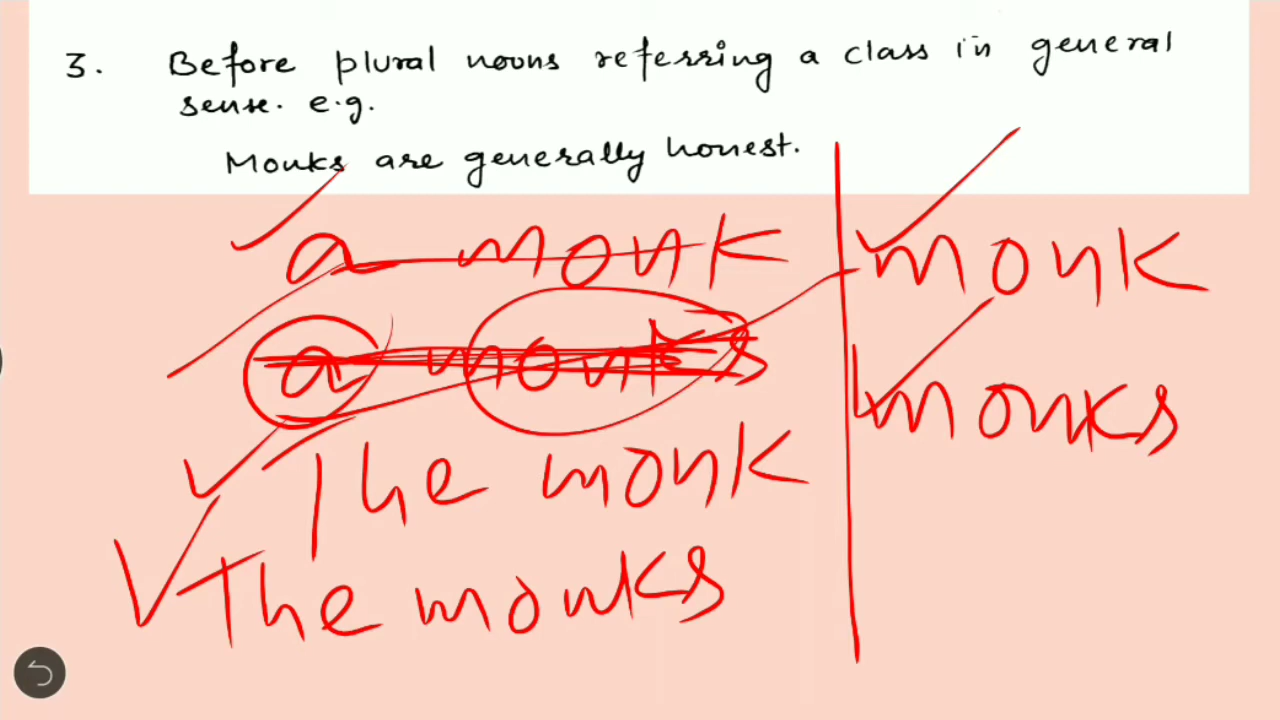 3. Before plural nouns referring a class in general
sense. e.g.
Monks are generally honest.
a monk
monk
a monks
monks
The monk
The monks